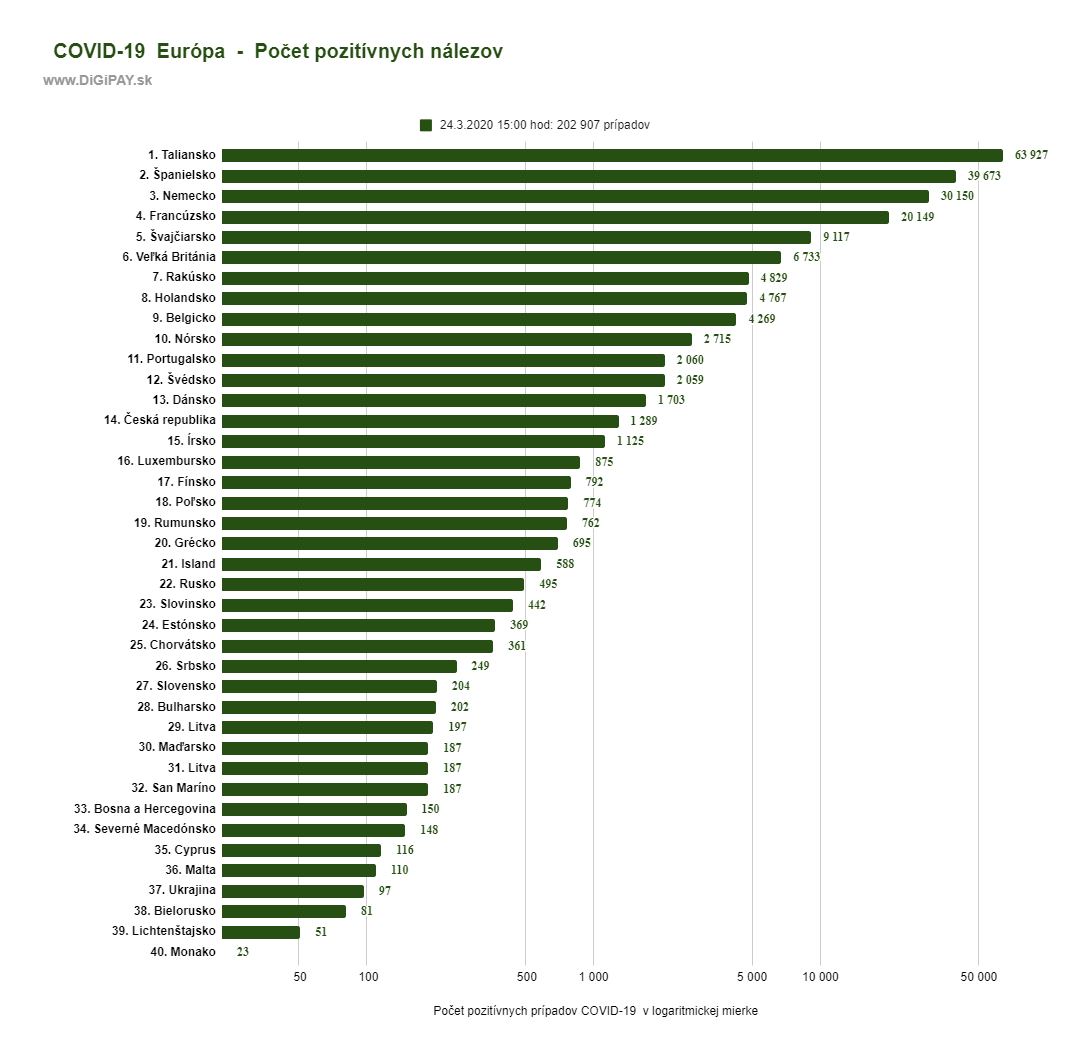 COVID-19  Európa  -  Počet pozitívnych nálezov
www.DiGiPAY.sk
24.3.2020 15:00 hod: 202 907 prípadov
1. Taliansko 63 927
2. Španielsko 39 673
3. Nemecko 30 150
4. Francúzsko 20 149
5. Švajčiarsko 9 117
6. Veľká Británia 6 733
7. Rakúsko 4 829
8. Holandsko 4 767
9. Belgicko 4 269
10. Nórsko 2 715
11. Portugalsko 2 060
12. Švédsko 2 059
13. Dánsko 1 703
14. Česká republika 1 289
15. Írsko 1 125
16. Luxembursko 875
17. Fínsko 792
18. Poľsko 774
19. Rumunsko 762
20. Grécko 695
21. Island 588
22. Rusko 495
23. Slovinsko 442
24. Estónsko 369
25. Chorvátsko 361
26. Srbsko 249
27. Slovensko 204
28. Bulharsko 202
29. Litva 197
30. Maďarsko 187
31. Litva 187
32. San Maríno 187
33. Bosna a Hercegovina 150
34. Severné Macedónsko 148
35. Cyprus 116
36. Malta 110
37. Ukrajina 97
38. Bielorusko 81
39. Lichtenštajsko 51
40. Monako 23
50 100 500 1 000 5 000 10 000 50 000
Počet pozitívnych prípadov COVID-19  v logaritmickej mierke